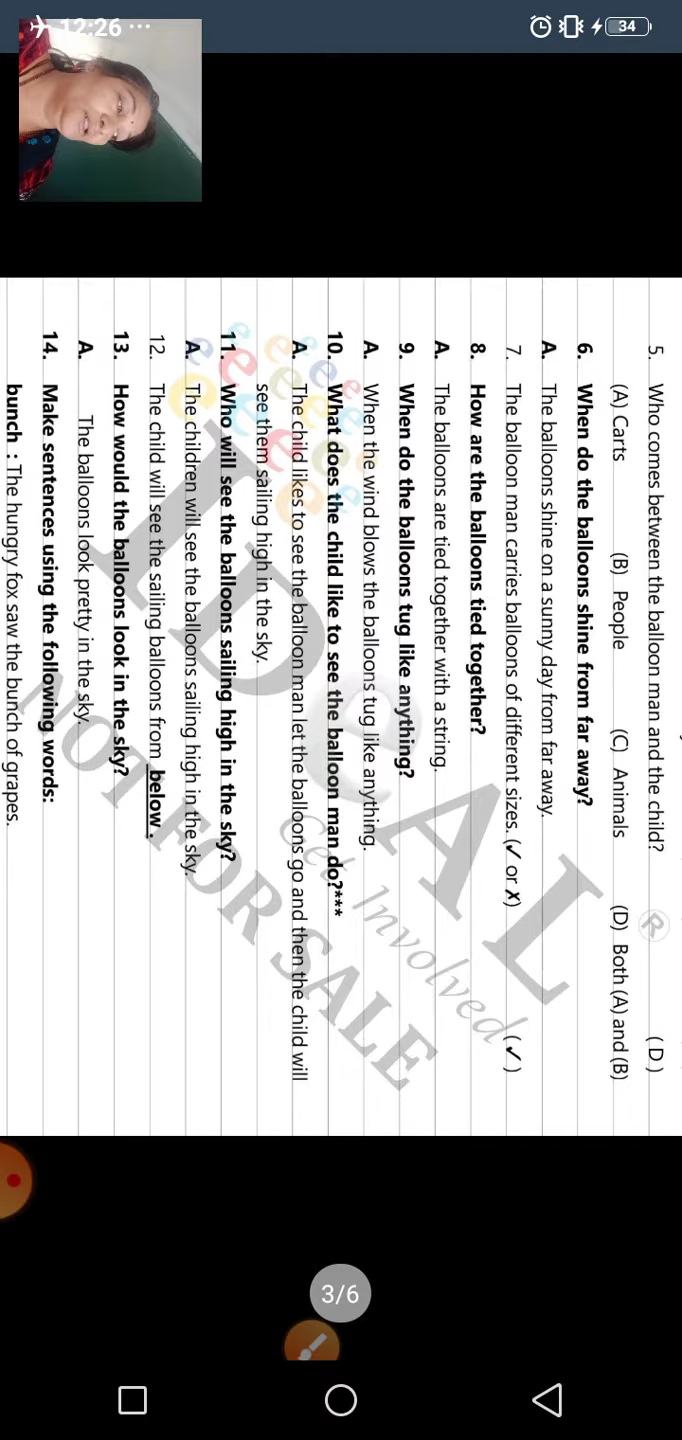 12:26 ...
34
5. Who comes between the balloon man and the child? ( D )
(A) Carts (B) People (C) Animals (D) Both (A) and (B)
6. When do the balloons shine from far away?
A. The balloons shine on a sunny day from far away.
7. The balloon man carries balloons of different sizes. (✓ or X) ( ✓ )
8. How are the balloons tied together?
A. The balloons are tied together with a string.
9. When do the balloons tug like anything?
A. When the wind blows the balloons tug like anything.
10. What does the child like to see the balloon man do?***
A. The child likes to see the balloon man let the balloons go and then the child will
see them sailing high in the sky.
11. Who will see the balloons sailing high in the sky?
A. The children will see the balloons sailing high in the sky.
12. The child will see the sailing balloons from below .
13. How would the balloons look in the sky?
A. The balloons look pretty in the sky.
14. Make sentences using the following words:
bunch : The hungry fox saw the bunch of grapes.
IDeAL
®
Get Involved
NOT FOR SALE
3/6